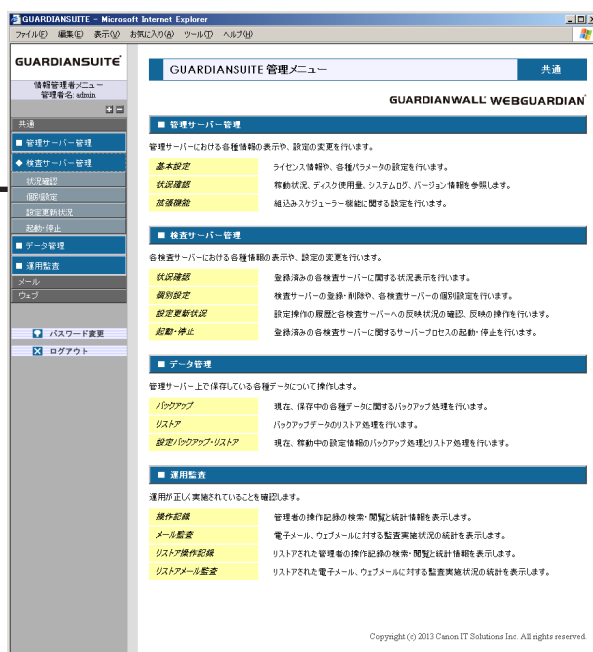 GUARDIANSUITE - Microsoft Internet Explorer
ファイル(F) 編集(E) 表示(V) お気に入り(A) ツール(T) ヘルプ(H)
GUARDIANSUITE
情報管理者メニュー
管理者名: admin
共通
■ 管理サーバー管理
◆ 検査サーバー管理
状況確認
個別設定
設定更新状況
起動・停止
■ データ管理
■ 運用監査
メール
ウェブ
パスワード変更
ログアウト
GUARDIANSUITE 管理メニュー 共通
GUARDIANWALL WEBGUARDIAN
■ 管理サーバー管理
管理サーバーにおける各種情報の表示や、設定の変更を行います。
基本設定 ライセンス情報や、各種パラメータの設定を行います。
状況確認 稼動状況、ディスク使用量、システムログ、バージョン情報を参照します。
拡張機能 組込みスケジューラー機能に関する設定を行います。
■ 検査サーバー管理
各検査サーバーにおける各種情報の表示や、設定の変更を行います。
状況確認 登録済みの各検査サーバーに関する状況表示を行います。
個別設定 検査サーバーの登録・削除や、各検査サーバーの個別設定を行います。
設定更新状況 設定操作の履歴と各検査サーバーへの反映状況の確認、反映の操作を行います。
起動・停止 登録済みの各検査サーバーに関するサーバープロセスの起動・停止を行います。
■ データ管理
管理サーバー上で保存している各種データについて操作します。
バックアップ 現在、保存中の各種データに関するバックアップ処理を行います。
リストア バックアップデータのリストア処理を行います。
設定バックアップ・リストア 現在、稼動中の設定情報のバックアップ処理とリストア処理を行います。
■ 運用監査
運用が正しく実施されていることを確認します。
操作記録 管理者の操作記録の検索・閲覧と統計情報を表示します。
メール監査 電子メール、ウェブメールに対する監査実施状況の統計を表示します。
リストア操作記録 リストアされた管理者の操作記録の検索・閲覧と統計情報を表示します。
リストアメール監査 リストアされた電子メール、ウェブメールに対する監査実施状況の統計を表示します。
Copyright (c) 2013 Canon IT Solutions Inc. All rights reserved.